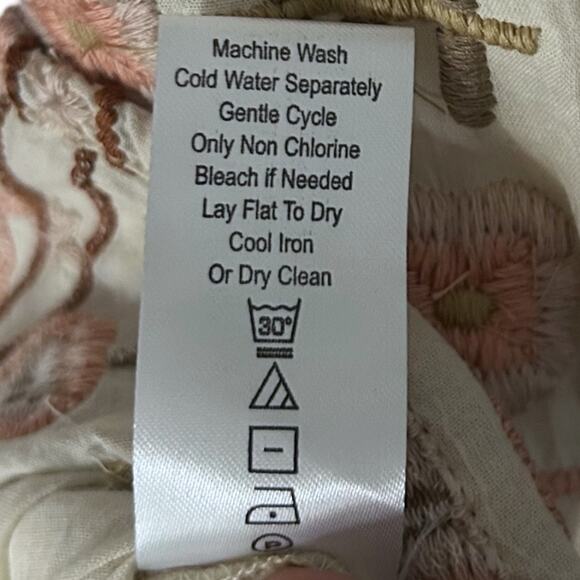 Machine Wash
Cold Water Separately
Gentle Cycle
Only Non Chlorine
Bleach if Needed
Lay Flat To Dry
Cool Iron
Or Dry Clean
30°
P